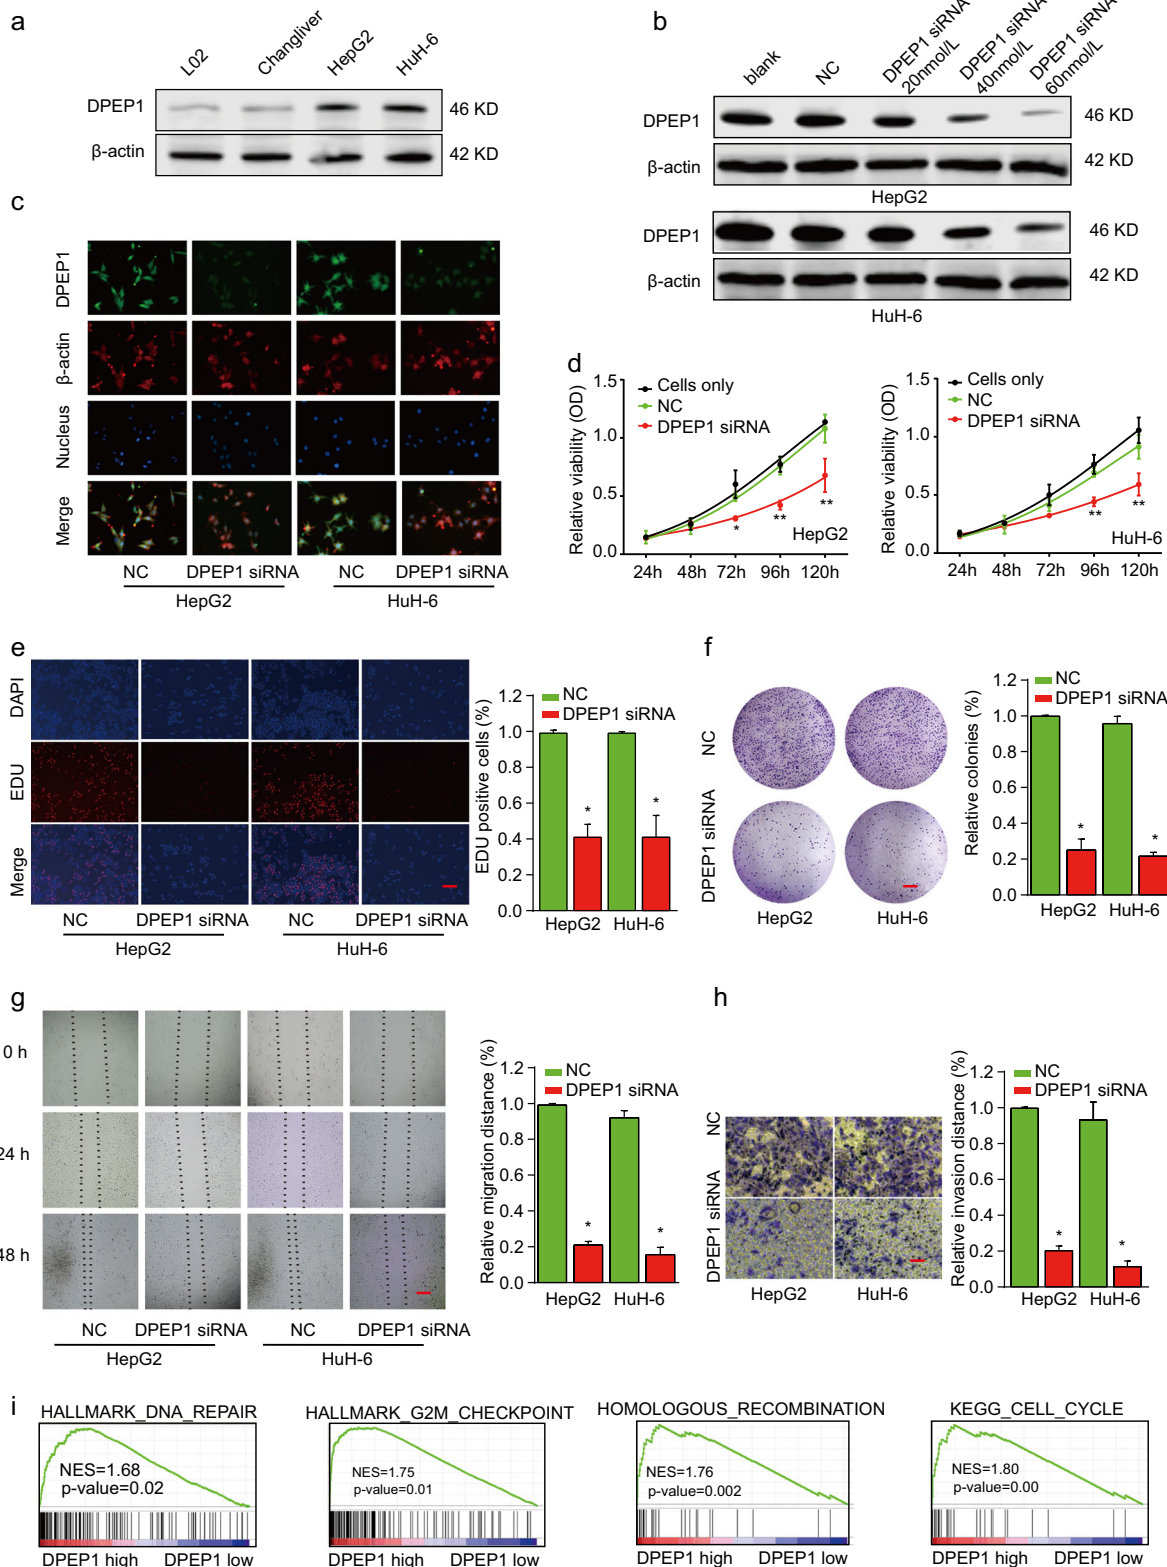 a
L02
Changliver
HepG2
HuH-6
DPEP1
46 KD
β-actin
42 KD
b
blank
NC
DPEP1 siRNA
20nmol/L
DPEP1 siRNA
40nmol/L
DPEP1 siRNA
60nmol/L
DPEP1
46 KD
β-actin
42 KD
HepG2
DPEP1
46 KD
β-actin
42 KD
HuH-6
c
DPEP1
β-actin
Nucleus
Merge
NC
DPEP1 siRNA
NC
DPEP1 siRNA
HepG2
HuH-6
d
Relative viability (OD)
1.5
1.0
0.5
0.0
Cells only
NC
DPEP1 siRNA
*
**
**
HepG2
24h 48h 72h 96h 120h
Relative viability (OD)
1.5
1.0
0.5
0.0
Cells only
NC
DPEP1 siRNA
**
**
HuH-6
24h 48h 72h 96h 120h
e
DAPI
EDU
Merge
NC
DPEP1 siRNA
NC
DPEP1 siRNA
HepG2
HuH-6
EDU positive cells (%)
1.2
1.0
0.8
0.6
0.4
0.2
0.0
NC
DPEP1 siRNA
*
*
HepG2 HuH-6
f
NC
DPEP1 siRNA
HepG2
HuH-6
Relative colonies (%)
1.2
1.0
0.8
0.6
0.4
0.2
0.0
NC
DPEP1 siRNA
*
*
HepG2 HuH-6
g
0 h
24 h
48 h
NC
DPEP1 siRNA
NC
DPEP1 siRNA
HepG2
HuH-6
Relative migration distance (%)
1.2
1.0
0.8
0.6
0.4
0.2
0.0
NC
DPEP1 siRNA
*
*
HepG2 HuH-6
h
NC
DPEP1 siRNA
HepG2
HuH-6
Relative invasion distance (%)
1.2
1.0
0.8
0.6
0.4
0.2
0.0
NC
DPEP1 siRNA
*
*
HepG2 HuH-6
i
HALLMARK_DNA_REPAIR
NES=1.68
p-value=0.02
DPEP1 high DPEP1 low
HALLMARK_G2M_CHECKPOINT
NES=1.75
p-value=0.01
DPEP1 high DPEP1 low
HOMOLOGOUS_RECOMBINATION
NES=1.76
p-value=0.002
DPEP1 high DPEP1 low
KEGG_CELL_CYCLE
NES=1.80
p-value=0.00
DPEP1 high DPEP1 low